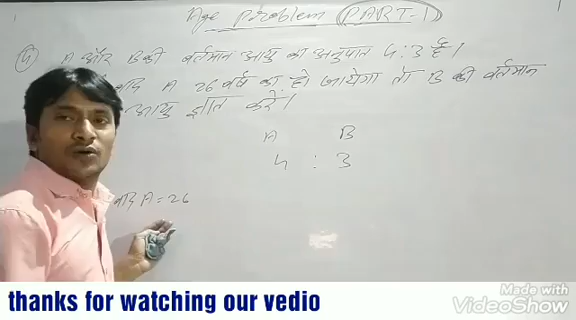 Age Problem (PART-1)
4) A और B की वर्तमान आयु का अनुपात 4:3 है।
बाद A 26 वर्ष का हो जायेगा तो B की वर्तमान
आयु ज्ञात करें।
A B
4 : 3
बाद A = 26
Made with
VideoShow
thanks for watching our vedio